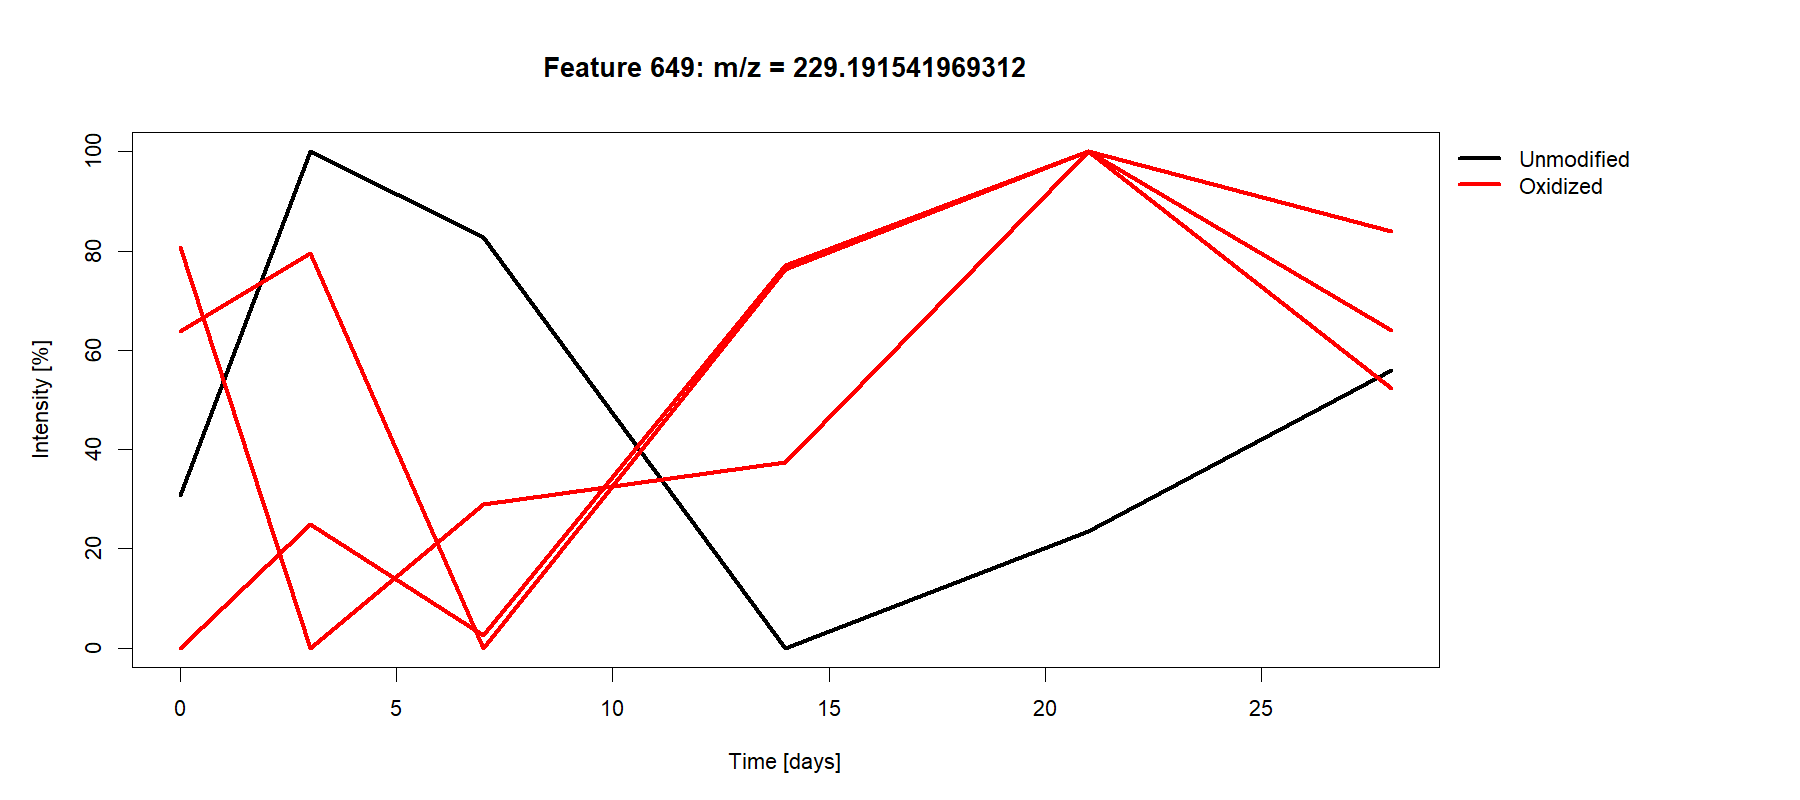 Feature 649: m/z = 229.191541969312
Unmodified
Oxidized
Intensity [%]
100
80
60
40
20
0
0 5 10 15 20 25
Time [days]